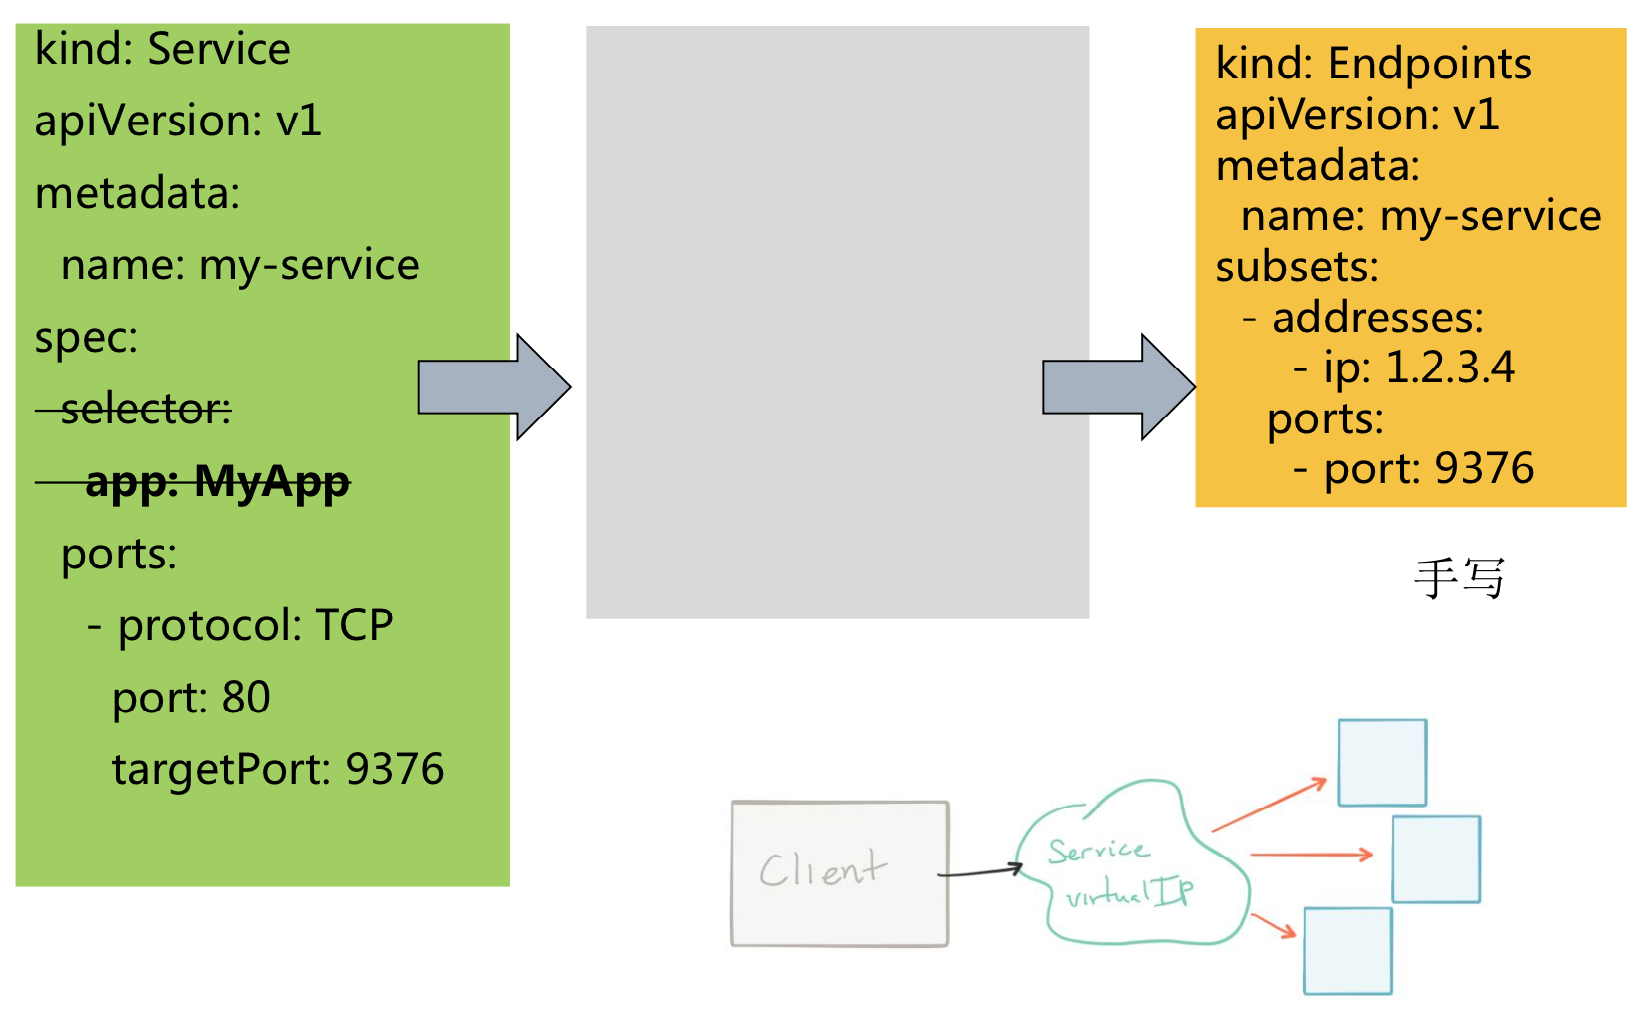 kind: Service
apiVersion: v1
metadata:
  name: my-service
spec:
  selector:
    app: MyApp
  ports:
    - protocol: TCP
      port: 80
      targetPort: 9376
kind: Endpoints
apiVersion: v1
metadata:
  name: my-service
subsets:
  - addresses:
      - ip: 1.2.3.4
    ports:
      - port: 9376
手写
Client
Service
virtual IP